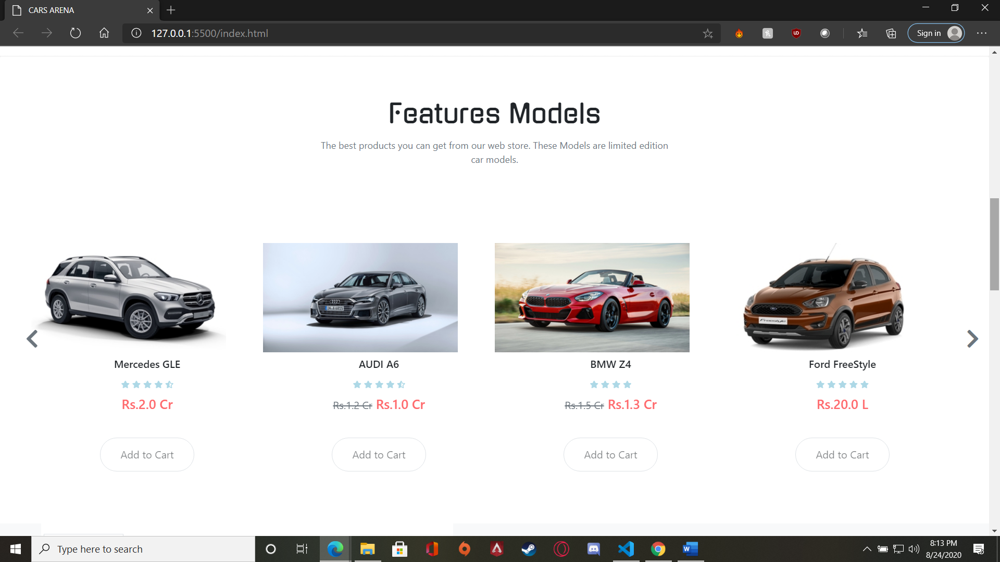 CARS ARENA
127.0.0.1:5500/index.html
Sign in
Features Models
The best products you can get from our web store. These Models are limited edition
car models.
IN·A 6815
Freestyle
Mercedes GLE
AUDI A6
BMW Z4
Ford FreeStyle
Rs.2.0 Cr
Rs.1.2 Cr Rs.1.0 Cr
Rs.1.5 Cr Rs.1.3 Cr
Rs.20.0 L
Add to Cart
Add to Cart
Add to Cart
Add to Cart
Type here to search
8:13 PM
8/24/2020